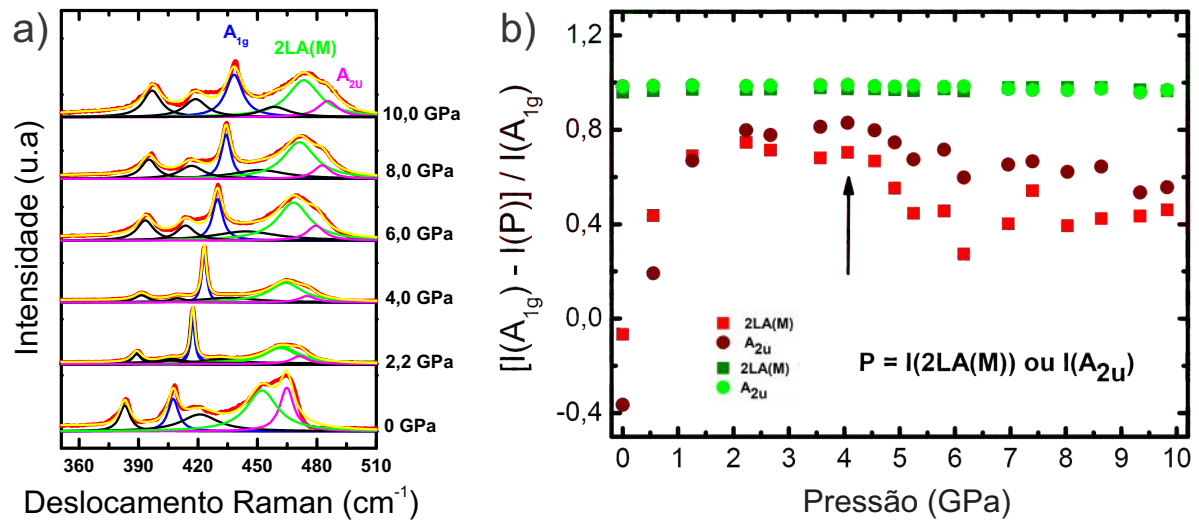 a)
A1g
2LA(M)
A2U
10,0 GPa
8,0 GPa
6,0 GPa
4,0 GPa
2,2 GPa
0 GPa
Intensidade (u.a)
360 390 420 450 480 510
Deslocamento Raman (cm-1)
b)
[I(A1g) - I(P)] / I(A1g)
1,2
0,8
0,4
0,0
-0,4
2LA(M)
A2u
2LA(M)
A2u
P = I(2LA(M)) ou I(A2u)
0 1 2 3 4 5 6 7 8 9 10
Pressão (GPa)